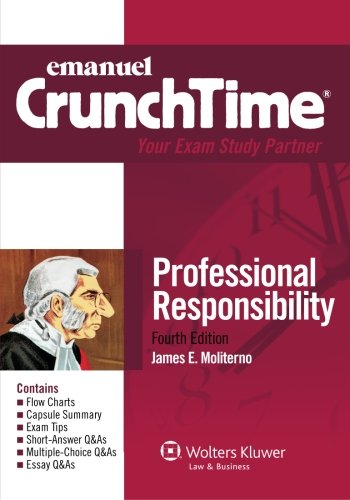 emanuel
CrunchTime®
Your Exam Study Partner
Professional
Responsibility
Fourth Edition
James E. Moliterno
Contains
■ Flow Charts
■ Capsule Summary
■ Exam Tips
■ Short-Answer Q&As
■ Multiple-Choice Q&As
■ Essay Q&As
Wolters Kluwer
Law & Business